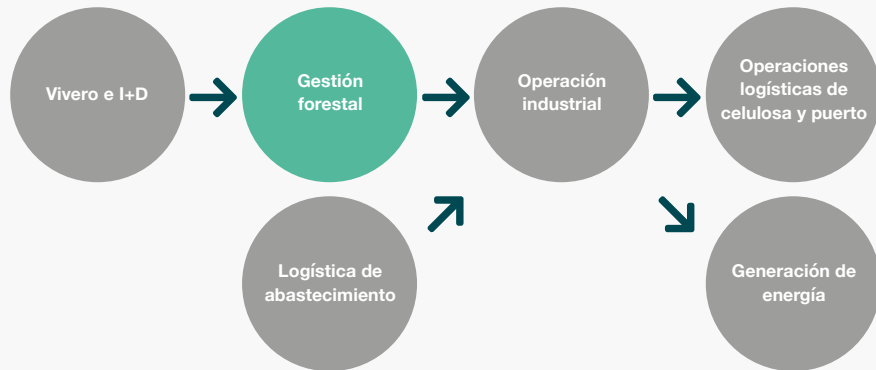 Vivero e I+D
Gestión
forestal
Operación
industrial
Operaciones
logísticas de
celulosa y puerto
Logística de
abastecimiento
Generación de
energía